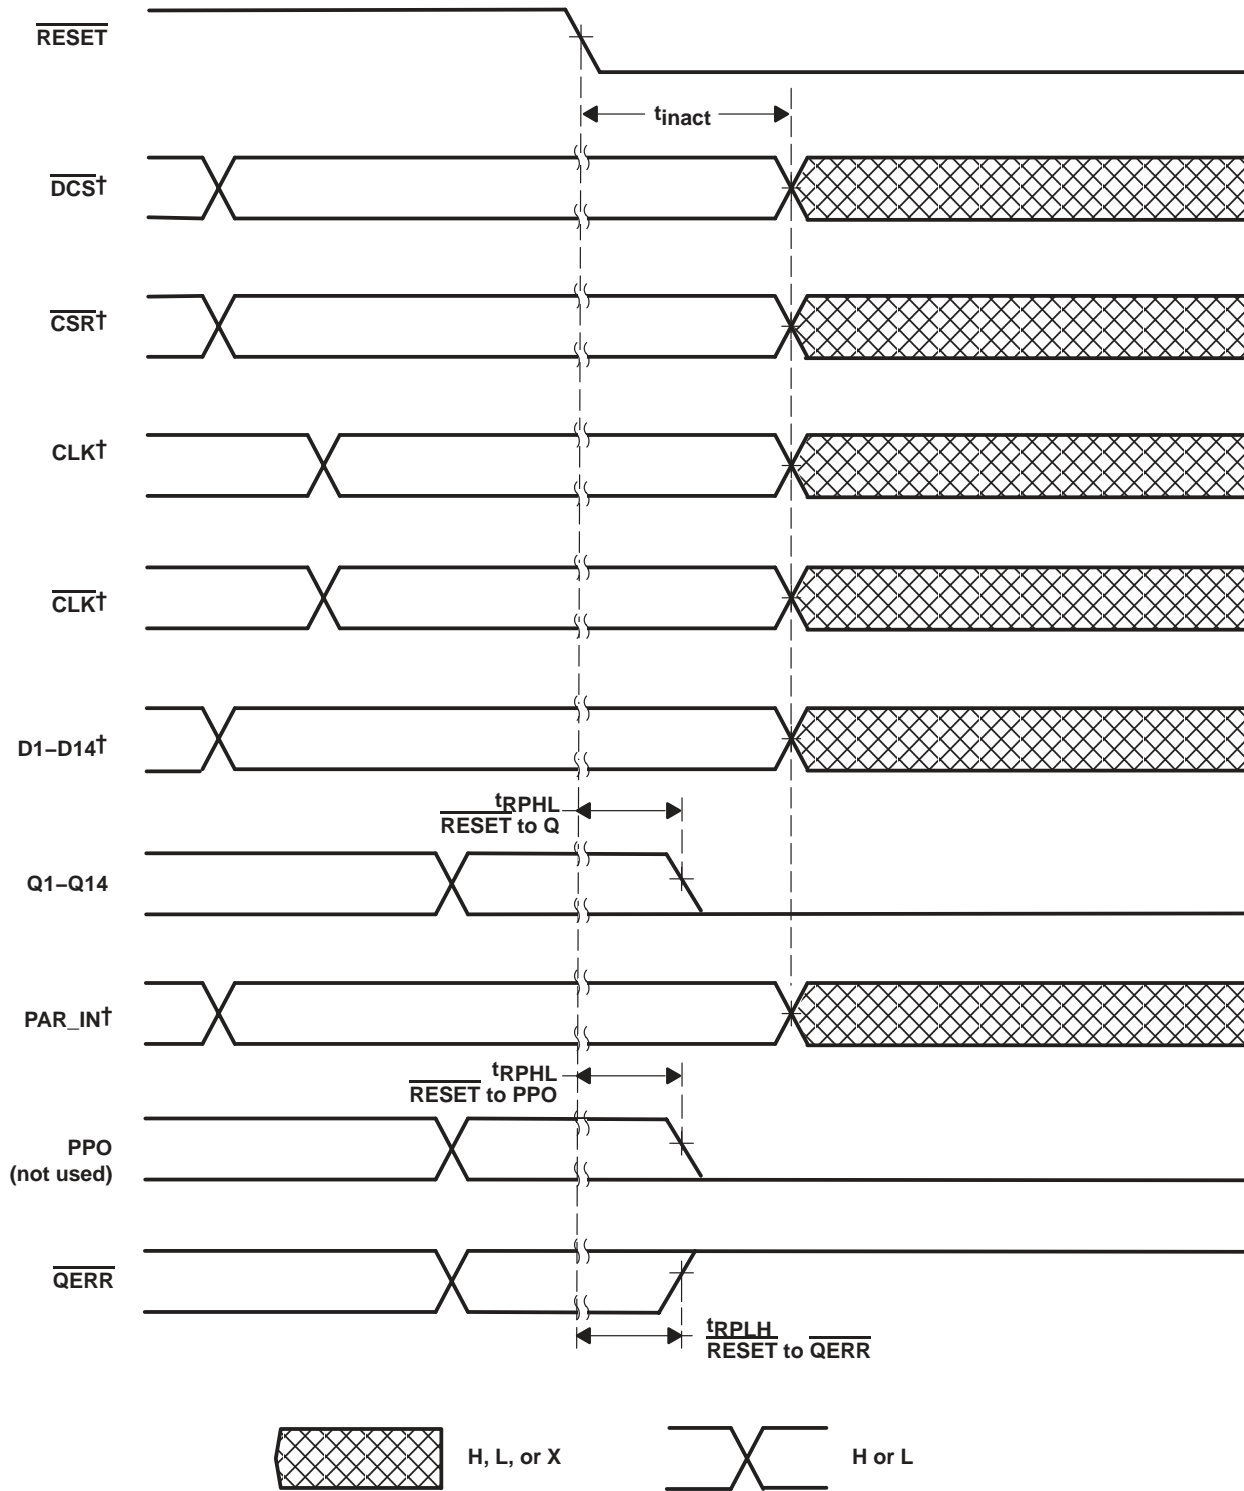 RESET
tinact
DCS†
CSR†
CLK†
CLK†
D1–D14†
tRPHL
RESET to Q
Q1–Q14
PAR_IN†
tRPHL
RESET to PPO
PPO
(not used)
QERR
tRPLH
RESET to QERR
H, L, or X
H or L